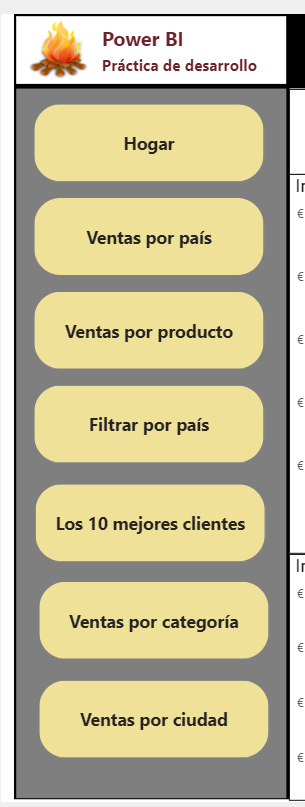 Power BI
Práctica de desarrollo
Hogar
Ventas por país
Ventas por producto
Filtrar por país
Los 10 mejores clientes
Ventas por categoría
Ventas por ciudad
€
€
€
€
€
€
€
€
€